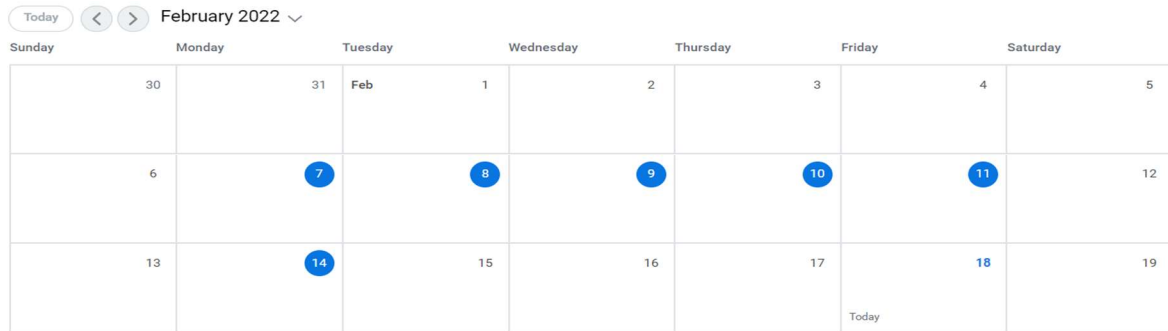 Today < > February 2022
Sunday Monday Tuesday Wednesday Thursday Friday Saturday
30 31 Feb 1 2 3 4 5
6 7 8 9 10 11 12
13 14 15 16 17 18 19
Today